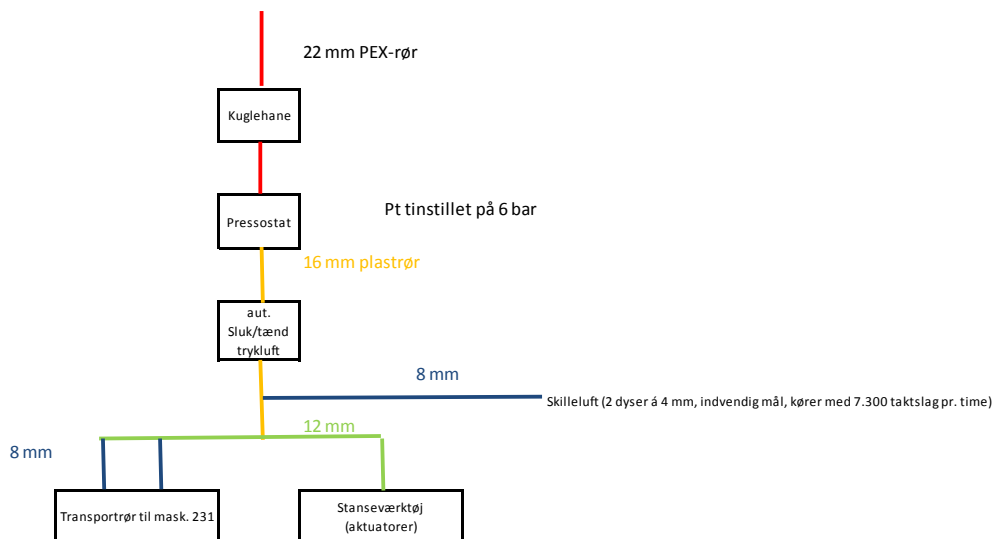 22 mm PEX-rør
Kuglehane
Pressostat
Pt tinstillet på 6 bar
16 mm plastrør
aut.
Sluk/tænd
trykluft
8 mm
Skilleluft (2 dyser á 4 mm, indvendig mål, kører med 7.300 taktslag pr. time)
12 mm
8 mm
Transportrør til mask. 231
Stanseværktøj
(aktuatorer)